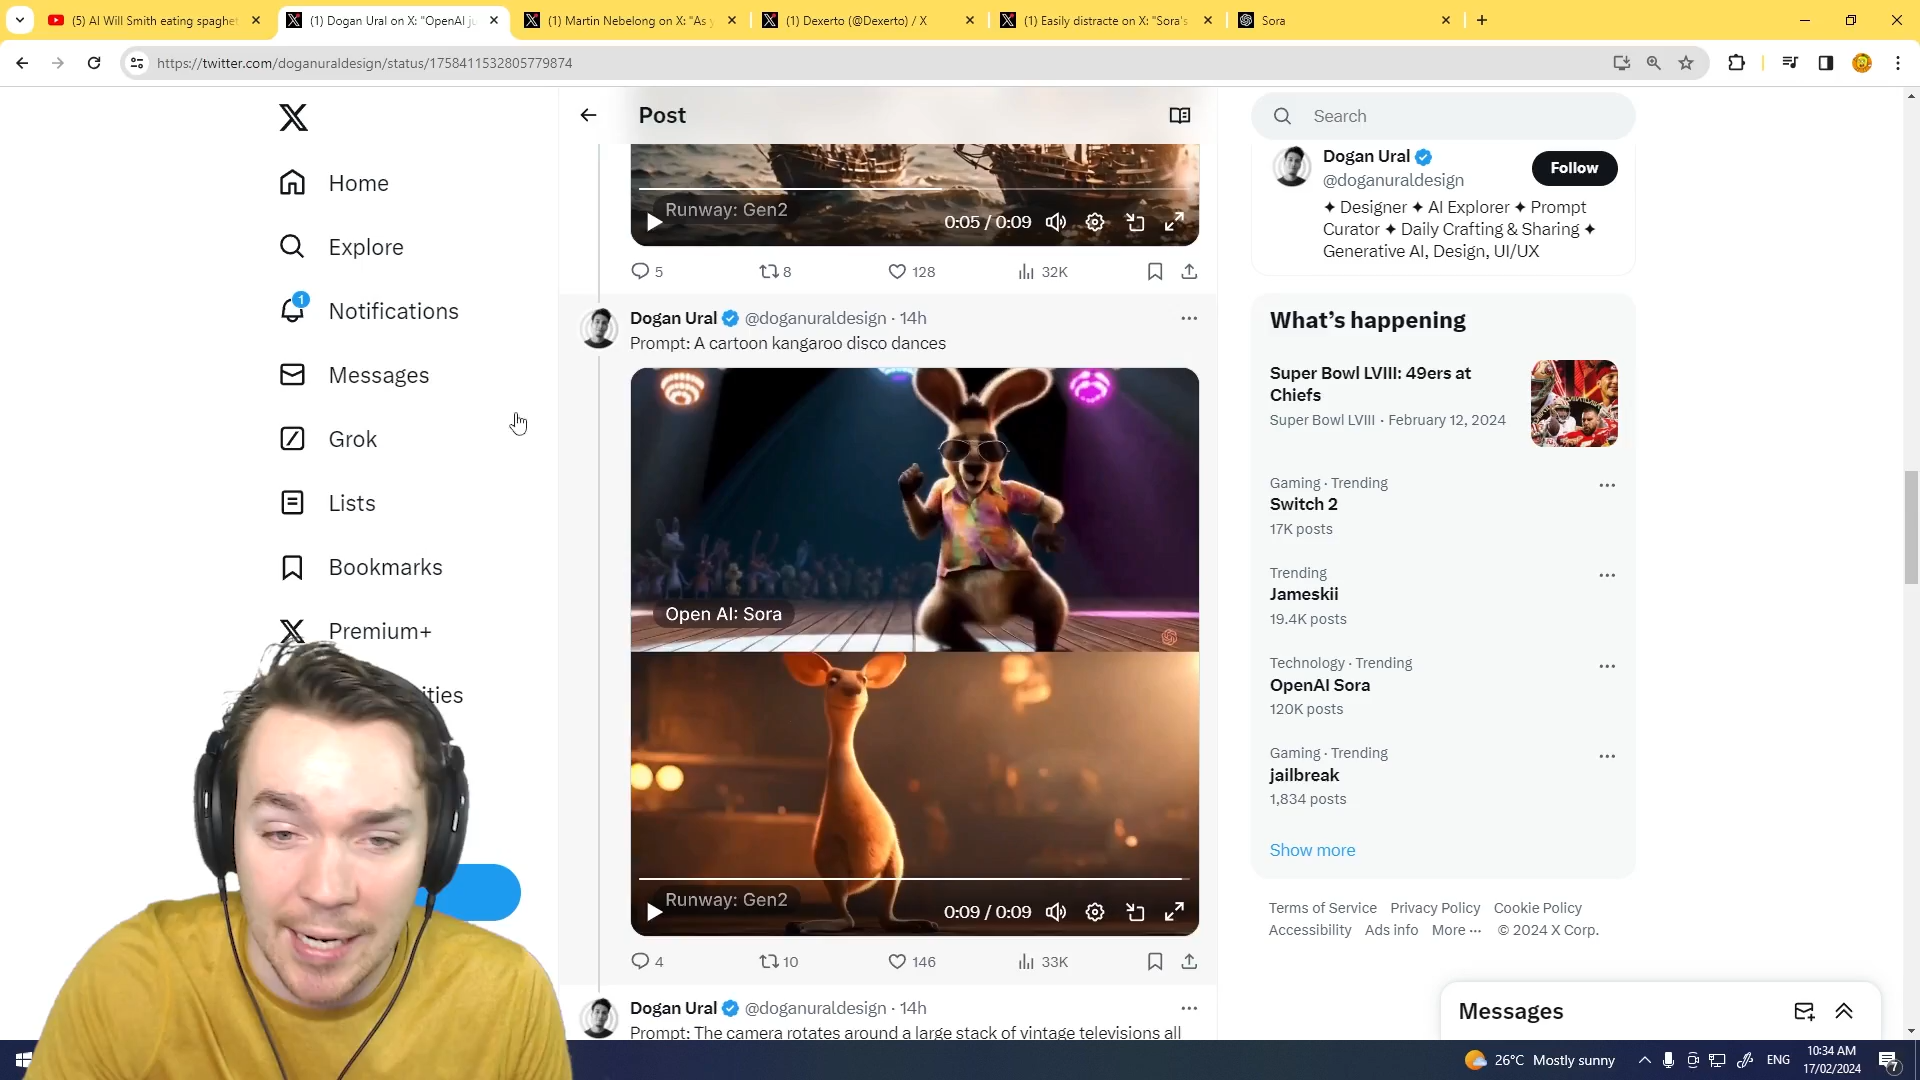 (5) AI Will Smith eating spaghet
(1) Dogan Ural on X: "OpenAI ju
(1) Martin Nebelong on X: "As y
(1) Dexerto (@Dexerto) / X
(1) Easily distracte on X: "Sora's
Sora
https://twitter.com/doganuraldesign/status/1758411532805779874
Home
Explore
1
Notifications
Messages
Grok
Lists
Bookmarks
Premium+
ities
Post
Runway: Gen2
0:05 / 0:09
5
8
128
32K
Dogan Ural @doganuraldesign · 14h
Prompt: A cartoon kangaroo disco dances
Open AI: Sora
Runway: Gen2
0:09 / 0:09
4
10
146
33K
Dogan Ural @doganuraldesign · 14h
Prompt: The camera rotates around a large stack of vintage televisions all
Search
Dogan Ural
@doganuraldesign
Follow
✦ Designer ✦ AI Explorer ✦ Prompt
Curator ✦ Daily Crafting & Sharing ✦
Generative AI, Design, UI/UX
What's happening
Super Bowl LVIII: 49ers at
Chiefs
Super Bowl LVIII · February 12, 2024
Gaming · Trending
Switch 2
17K posts
Trending
Jameskii
19.4K posts
Technology · Trending
OpenAI Sora
120K posts
Gaming · Trending
jailbreak
1,834 posts
Show more
Terms of Service Privacy Policy Cookie Policy
Accessibility Ads info More ··· © 2024 X Corp.
Messages
26°C Mostly sunny
ENG
10:34 AM
17/02/2024
7